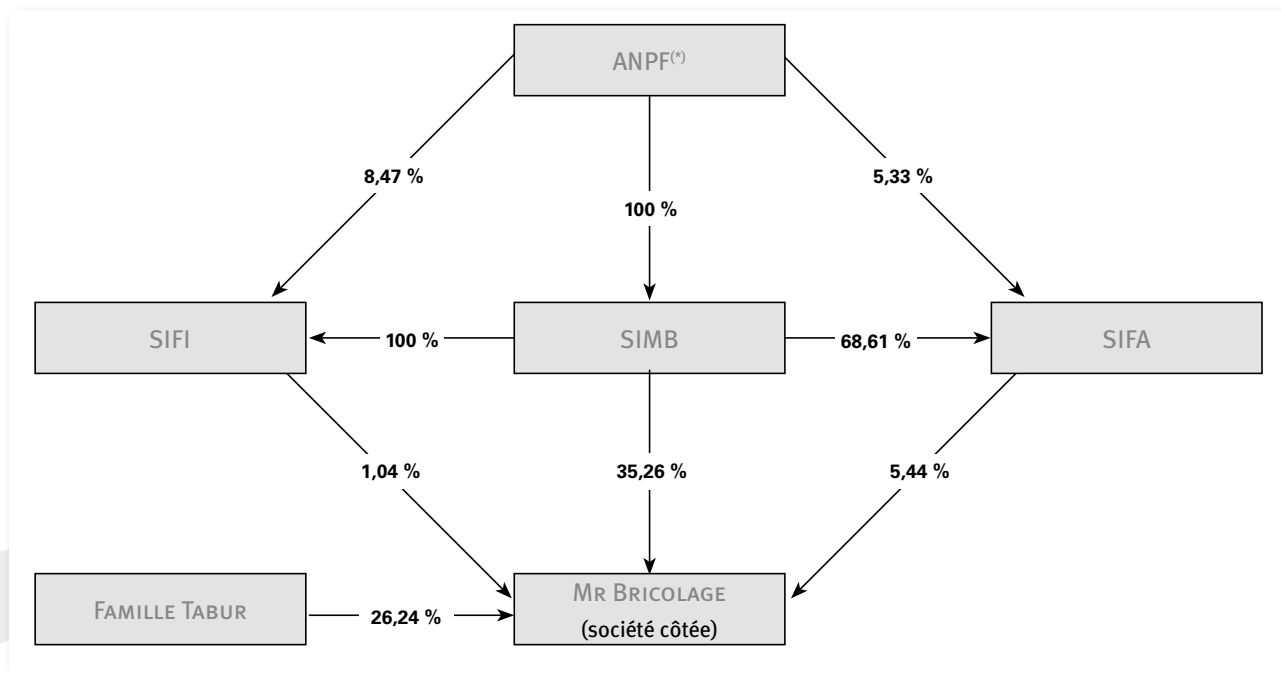 ANPF(*)
8,47 %
5,33 %
100 %
SIFI
100 %
SIMB
68,61 %
SIFA
1,04 %
35,26 %
5,44 %
Famille Tabur
26,24 %
Mr Bricolage
(société côtée)